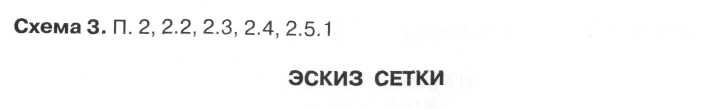 Схема 3. П. 2, 2.2, 2.3, 2.4, 2.5.1
ЭСКИЗ СЕТКИ